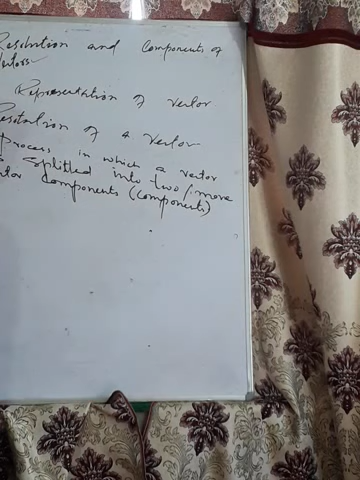 Resolution and Components of
Vectors
Representation of vector
Resolution of a vector
Process in which a vector
is splitted into two/more
vector components (components)